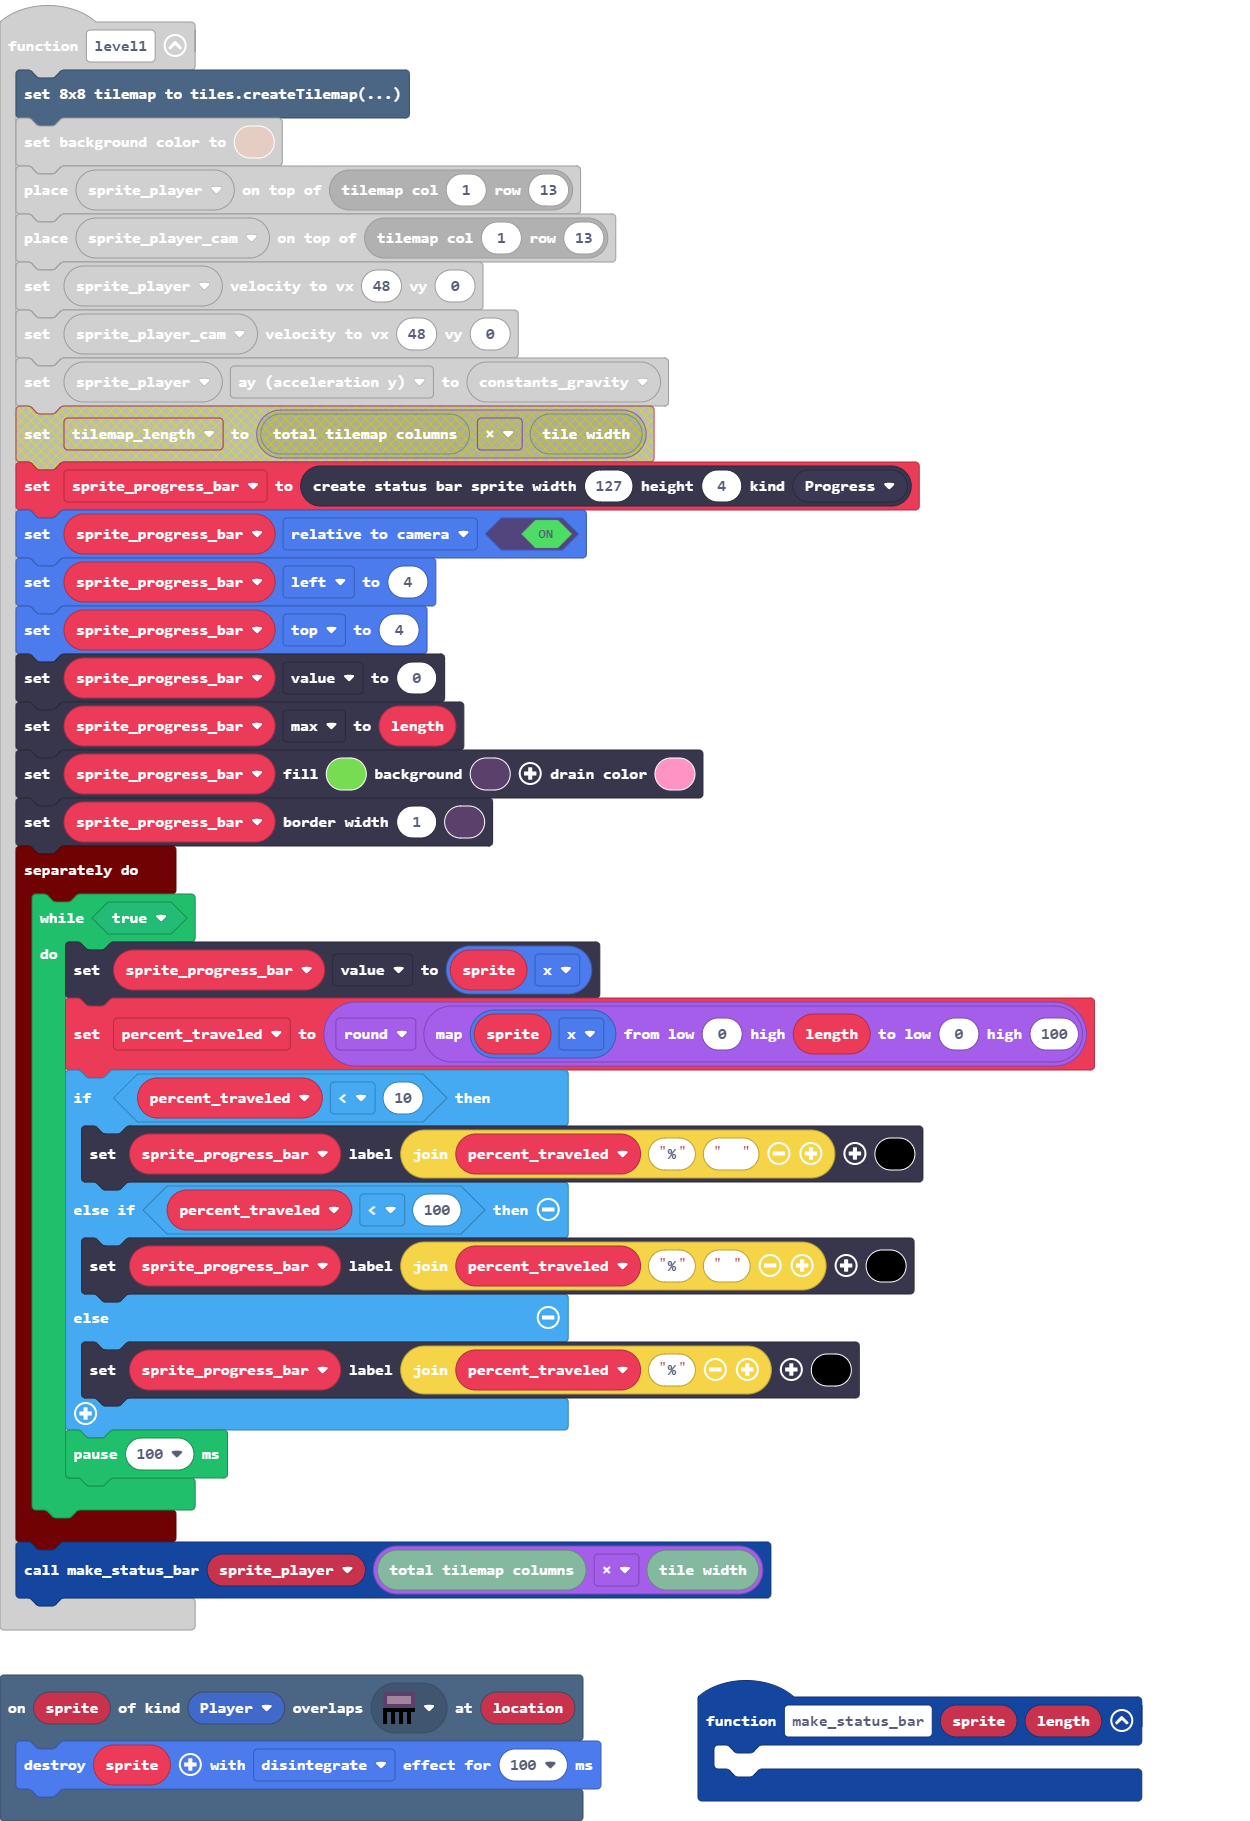 function level1
set 8x8 tilemap to tiles.createTilemap(...)
set background color to
place sprite_player on top of tilemap col 1 row 13
place sprite_player_cam on top of tilemap col 1 row 13
set sprite_player velocity to vx 48 vy 0
set sprite_player_cam velocity to vx 48 vy 0
set sprite_player ay (acceleration y) to constants_gravity
set tilemap_length to total tilemap columns × tile width
set sprite_progress_bar to create status bar sprite width 127 height 4 kind Progress
set sprite_progress_bar relative to camera ON
set sprite_progress_bar left to 4
set sprite_progress_bar top to 4
set sprite_progress_bar value to 0
set sprite_progress_bar max to length
set sprite_progress_bar fill background drain color
set sprite_progress_bar border width 1
separately do
while true
do
set sprite_progress_bar value to sprite x
set percent_traveled to round map sprite x from low 0 high length to low 0 high 100
if percent_traveled < 10 then
set sprite_progress_bar label join percent_traveled "%" "  "
else if percent_traveled < 100 then
set sprite_progress_bar label join percent_traveled "%" " "
else
set sprite_progress_bar label join percent_traveled "%"
pause 100 ms
call make_status_bar sprite_player total tilemap columns × tile width
on sprite of kind Player overlaps at location
destroy sprite with disintegrate effect for 100 ms
function make_status_bar sprite length